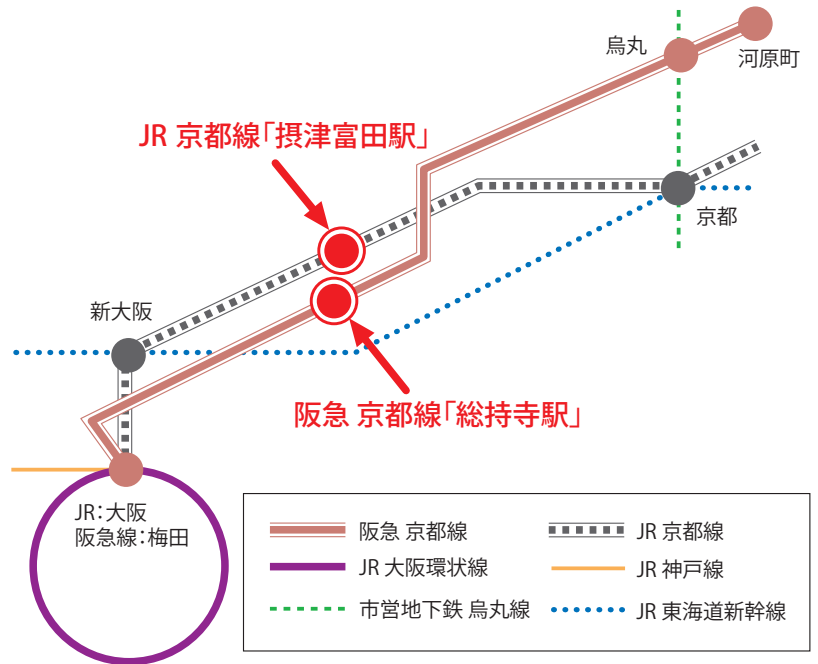 烏丸
河原町
JR 京都線「摂津富田駅」
京都
新大阪
阪急 京都線「総持寺駅」
JR：大阪
阪急線：梅田
阪急 京都線
JR 京都線
JR 大阪環状線
JR 神戸線
市営地下鉄 烏丸線
JR 東海道新幹線